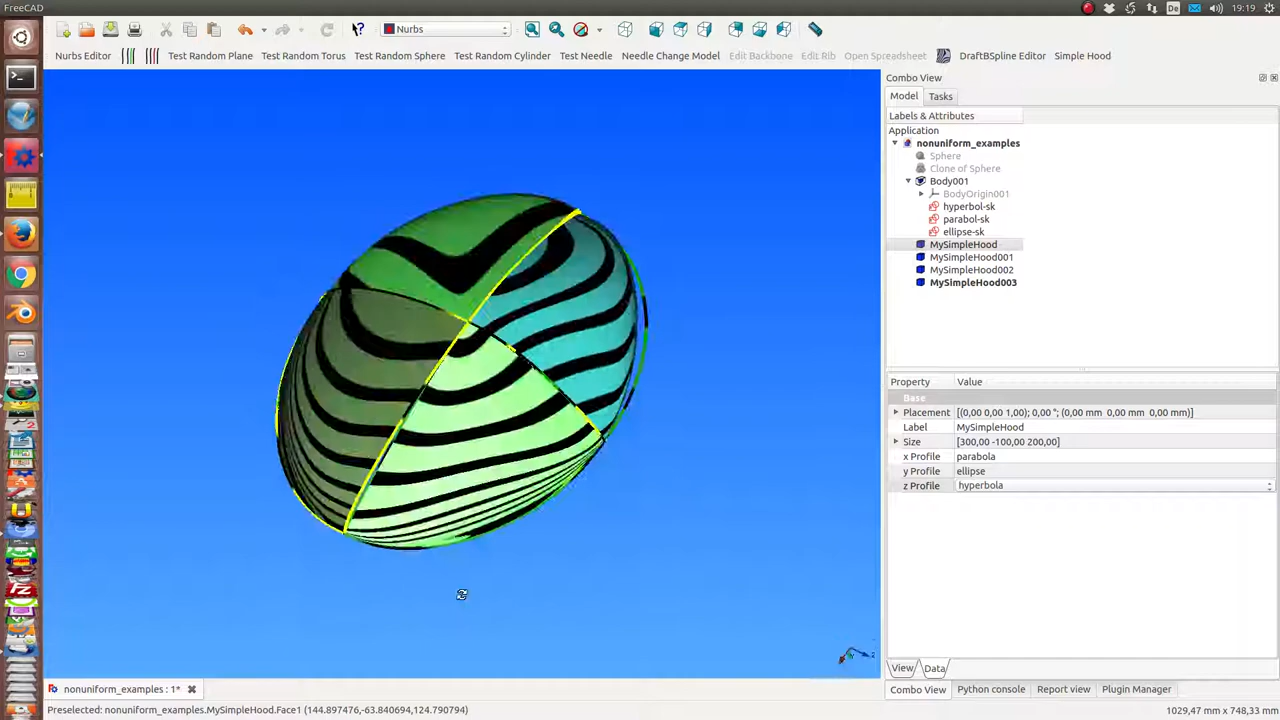 FreeCAD
De
19:19
Nurbs
Nurbs Editor Test Random Plane Test Random Torus Test Random Sphere Test Random Cylinder Test Needle Needle Change Model Edit Backbone Edit Rib Open Spreadsheet DraftBSpline Editor Simple Hood
Combo View
Model Tasks
Labels & Attributes
Application
nonuniform_examples
Sphere
Clone of Sphere
Body001
BodyOrigin001
hyperbol-sk
parabol-sk
ellipse-sk
MySimpleHood
MySimpleHood001
MySimpleHood002
MySimpleHood003
Property Value
Base
Placement [(0,00 0,00 1,00); 0,00 °; (0,00 mm 0,00 mm 0,00 mm)]
Label MySimpleHood
Size [300,00 -100,00 200,00]
x Profile parabola
y Profile ellipse
z Profile hyperbola
View Data
nonuniform_examples : 1*
Combo View Python console Report view Plugin Manager
Preselected: nonuniform_examples.MySimpleHood.Face1 (144.897476,-63.840694,124.790794)
1029,47 mm x 748,33 mm